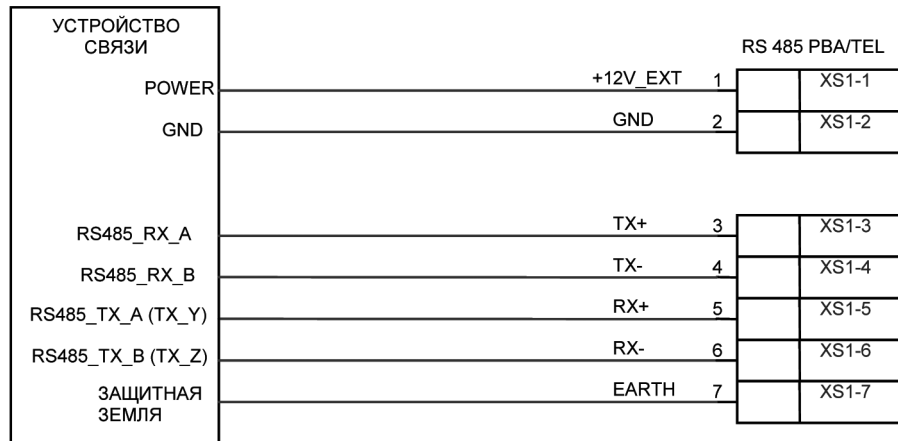 УСТРОЙСТВО
СВЯЗИ
RS 485 PBA/TEL
POWER +12V_EXT 1 XS1-1
GND GND 2 XS1-2
RS485_RX_A TX+ 3 XS1-3
RS485_RX_B TX- 4 XS1-4
RS485_TX_A (TX_Y) RX+ 5 XS1-5
RS485_TX_B (TX_Z) RX- 6 XS1-6
ЗАЩИТНАЯ EARTH 7 XS1-7
ЗЕМЛЯ